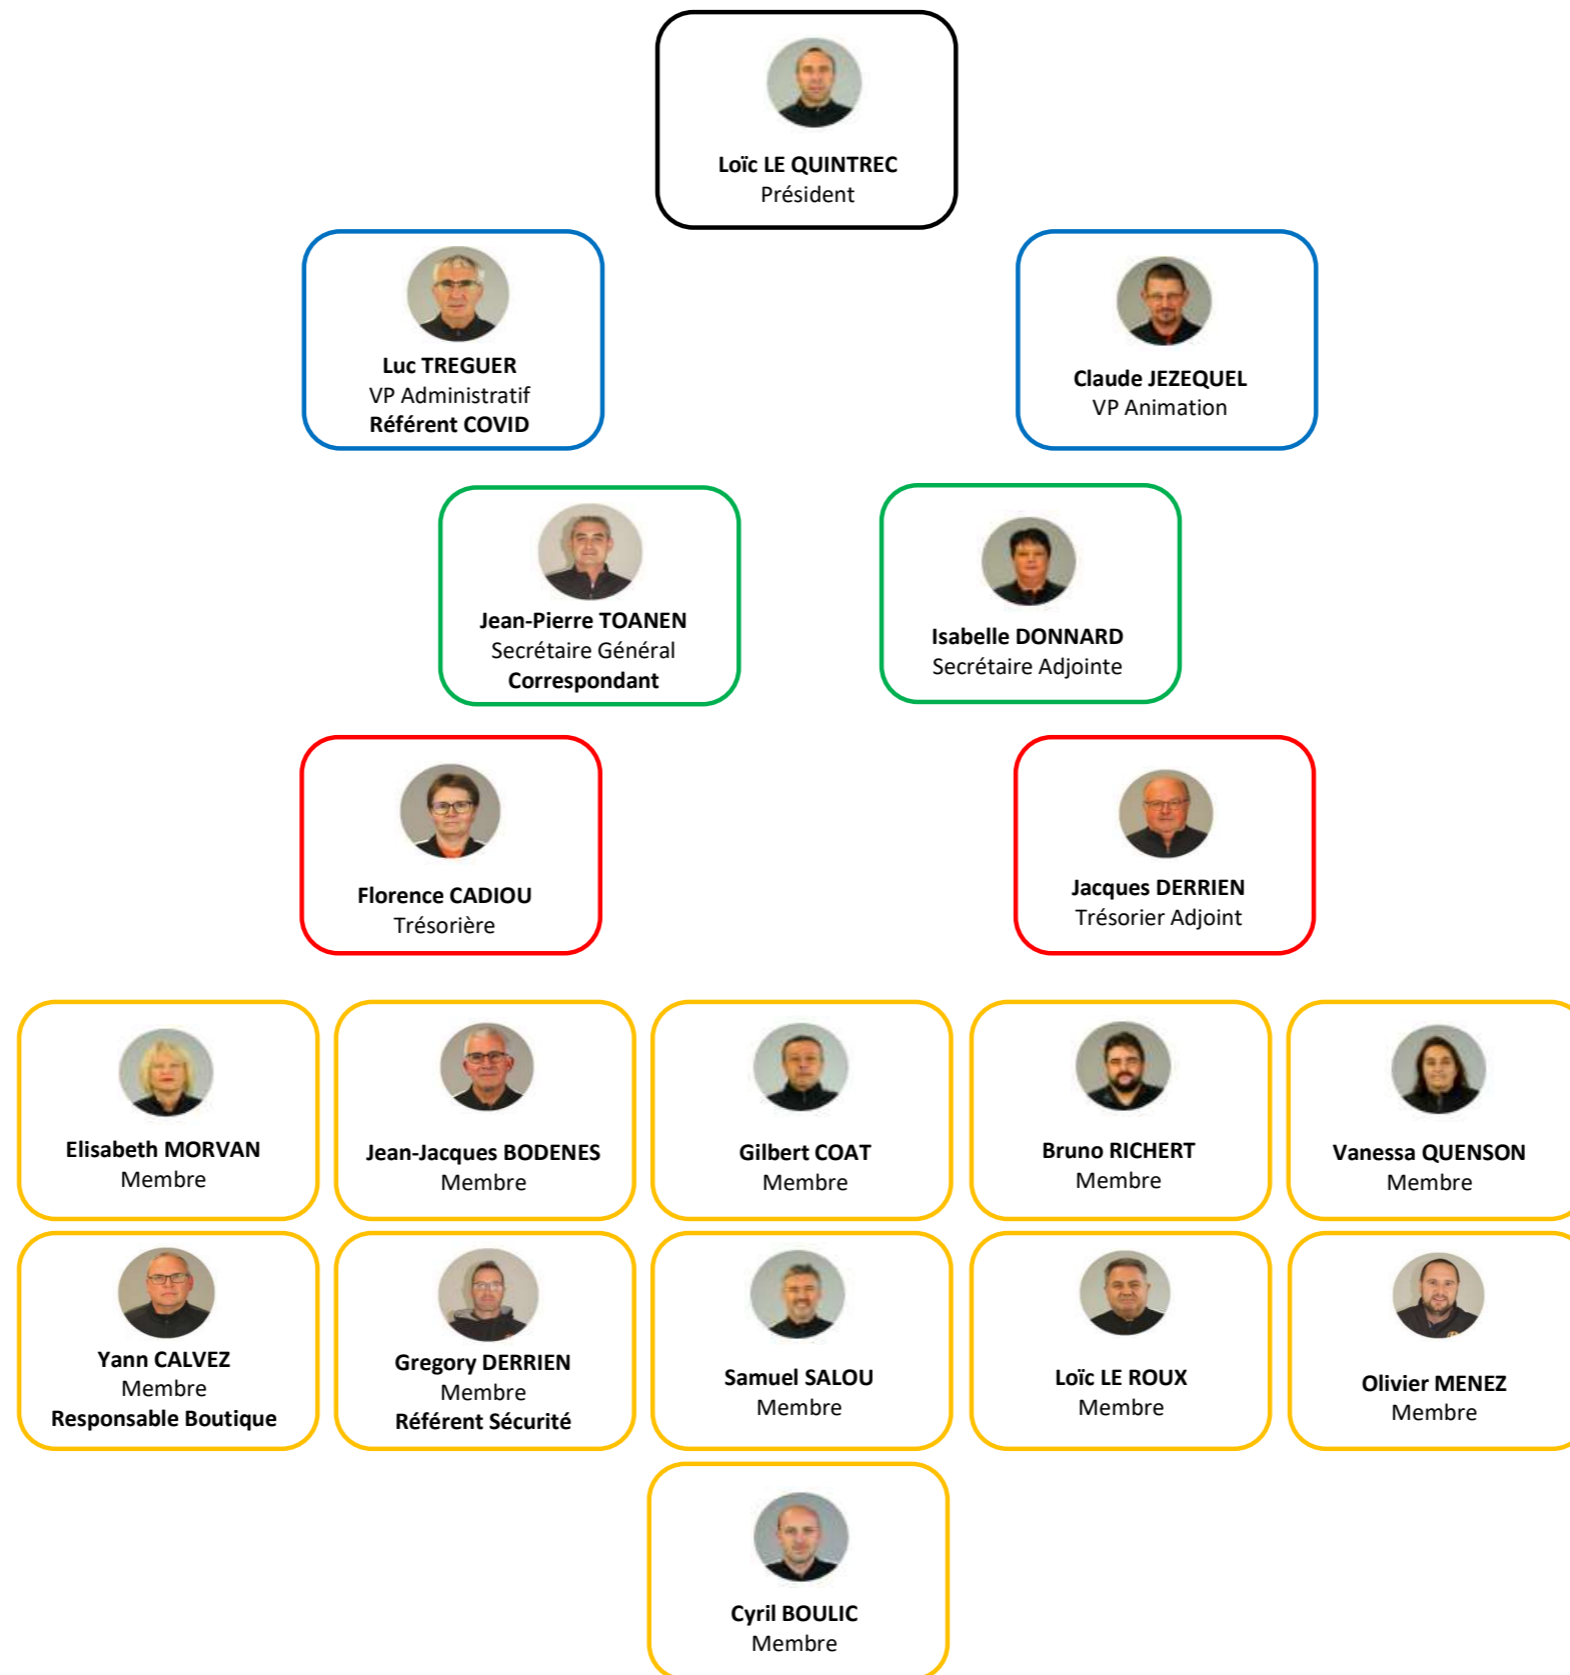 Loïc LE QUINTREC
Président
Luc TREGUER
VP Administratif
Référent COVID
Claude JEZEQUEL
VP Animation
Jean-Pierre TOANEN
Secrétaire Général
Correspondant
Isabelle DONNARD
Secrétaire Adjointe
Florence CADIOU
Trésorière
Jacques DERRIEN
Trésorier Adjoint
Elisabeth MORVAN
Membre
Jean-Jacques BODENES
Membre
Gilbert COAT
Membre
Bruno RICHERT
Membre
Vanessa QUENSON
Membre
Yann CALVEZ
Membre
Responsable Boutique
Gregory DERRIEN
Membre
Référent Sécurité
Samuel SALOU
Membre
Loïc LE ROUX
Membre
Olivier MENEZ
Membre
Cyril BOULIC
Membre